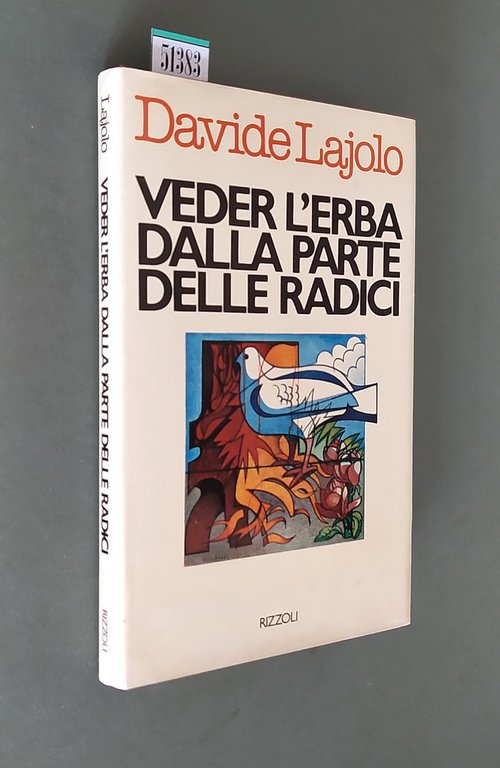 51383
Davide Lajolo
VEDER L'ERBA
DALLA PARTE
DELLE RADICI
RIZZOLI
Lajolo VEDER L'ERBA DALLA PARTE DELLE RADICI RIZZOLI